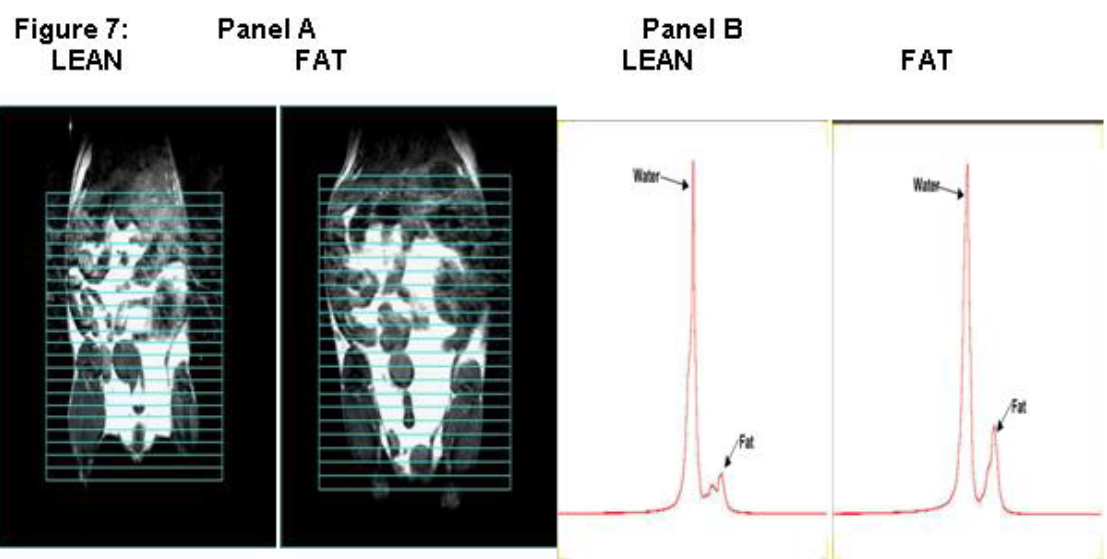 Figure 7: Panel A Panel B
LEAN FAT LEAN FAT
Water
Water
Fat
Fat